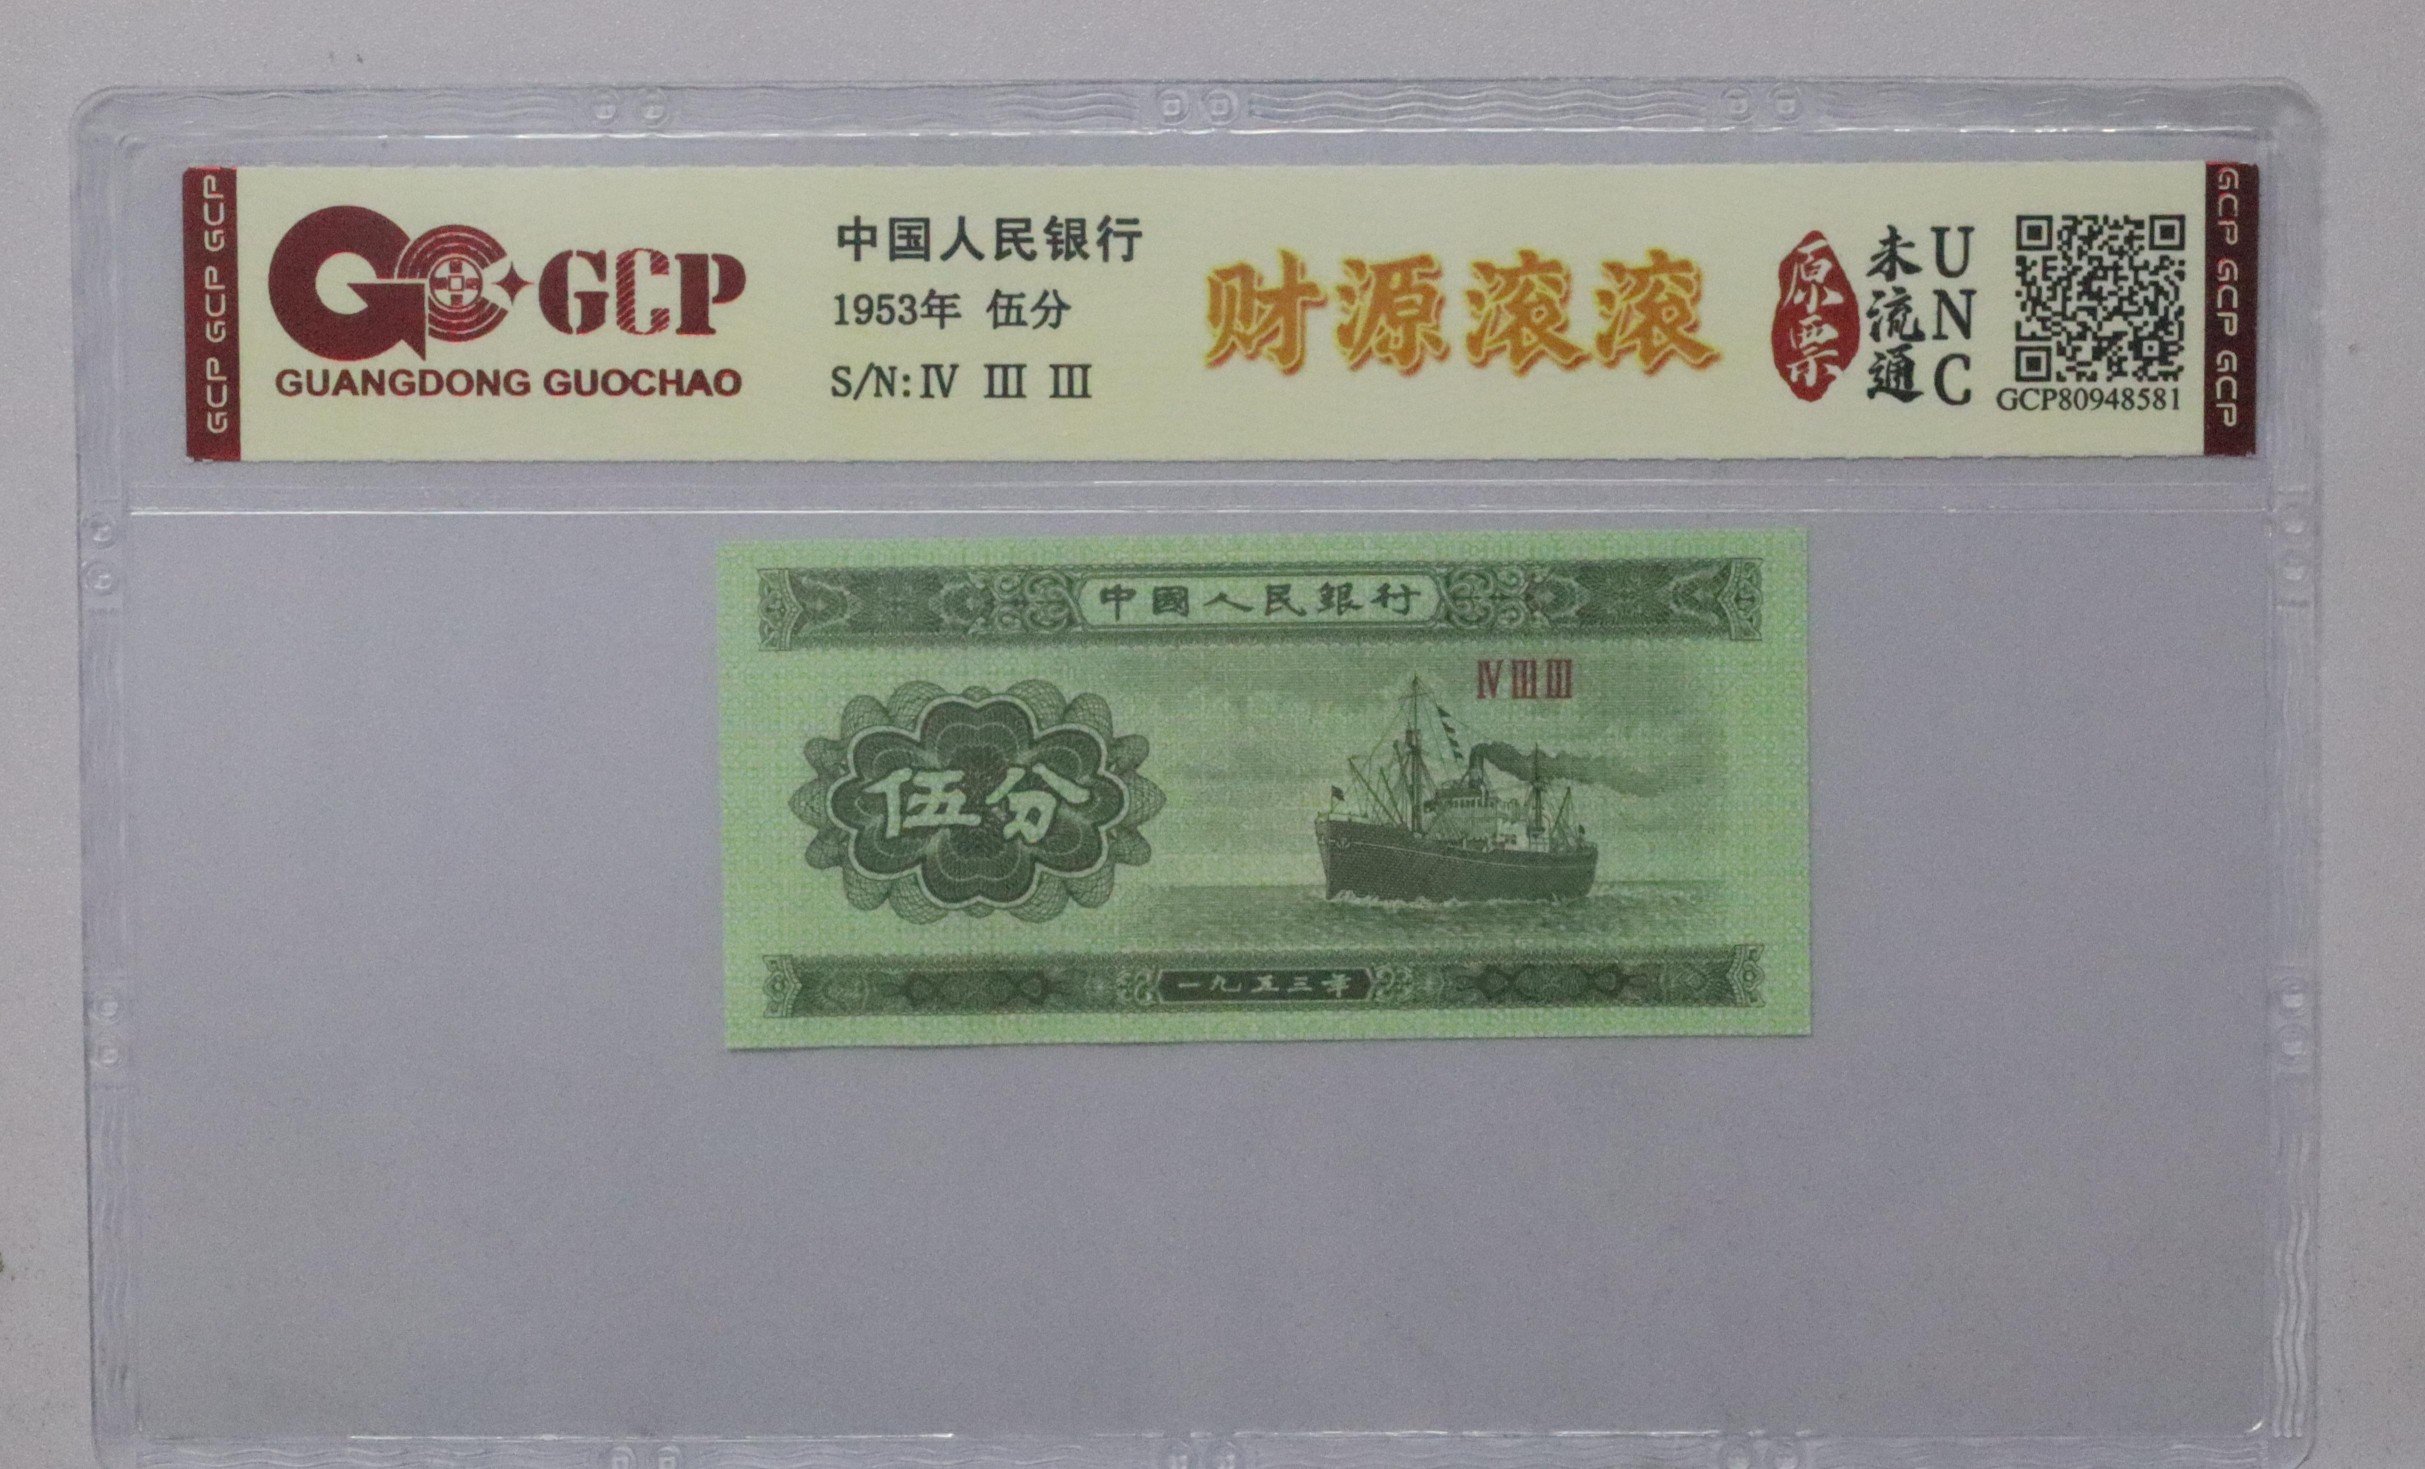 GCP GCP GCP
GCP
GUANGDONG GUOCHAO
中国人民银行
1953年 伍分
S/N: Ⅳ Ⅲ Ⅲ
财源滚滚
原票
未流通
UNC
GCP80948581
GCP GCP GCP
中國人民銀行
Ⅳ Ⅲ Ⅲ
伍分
一九五三年